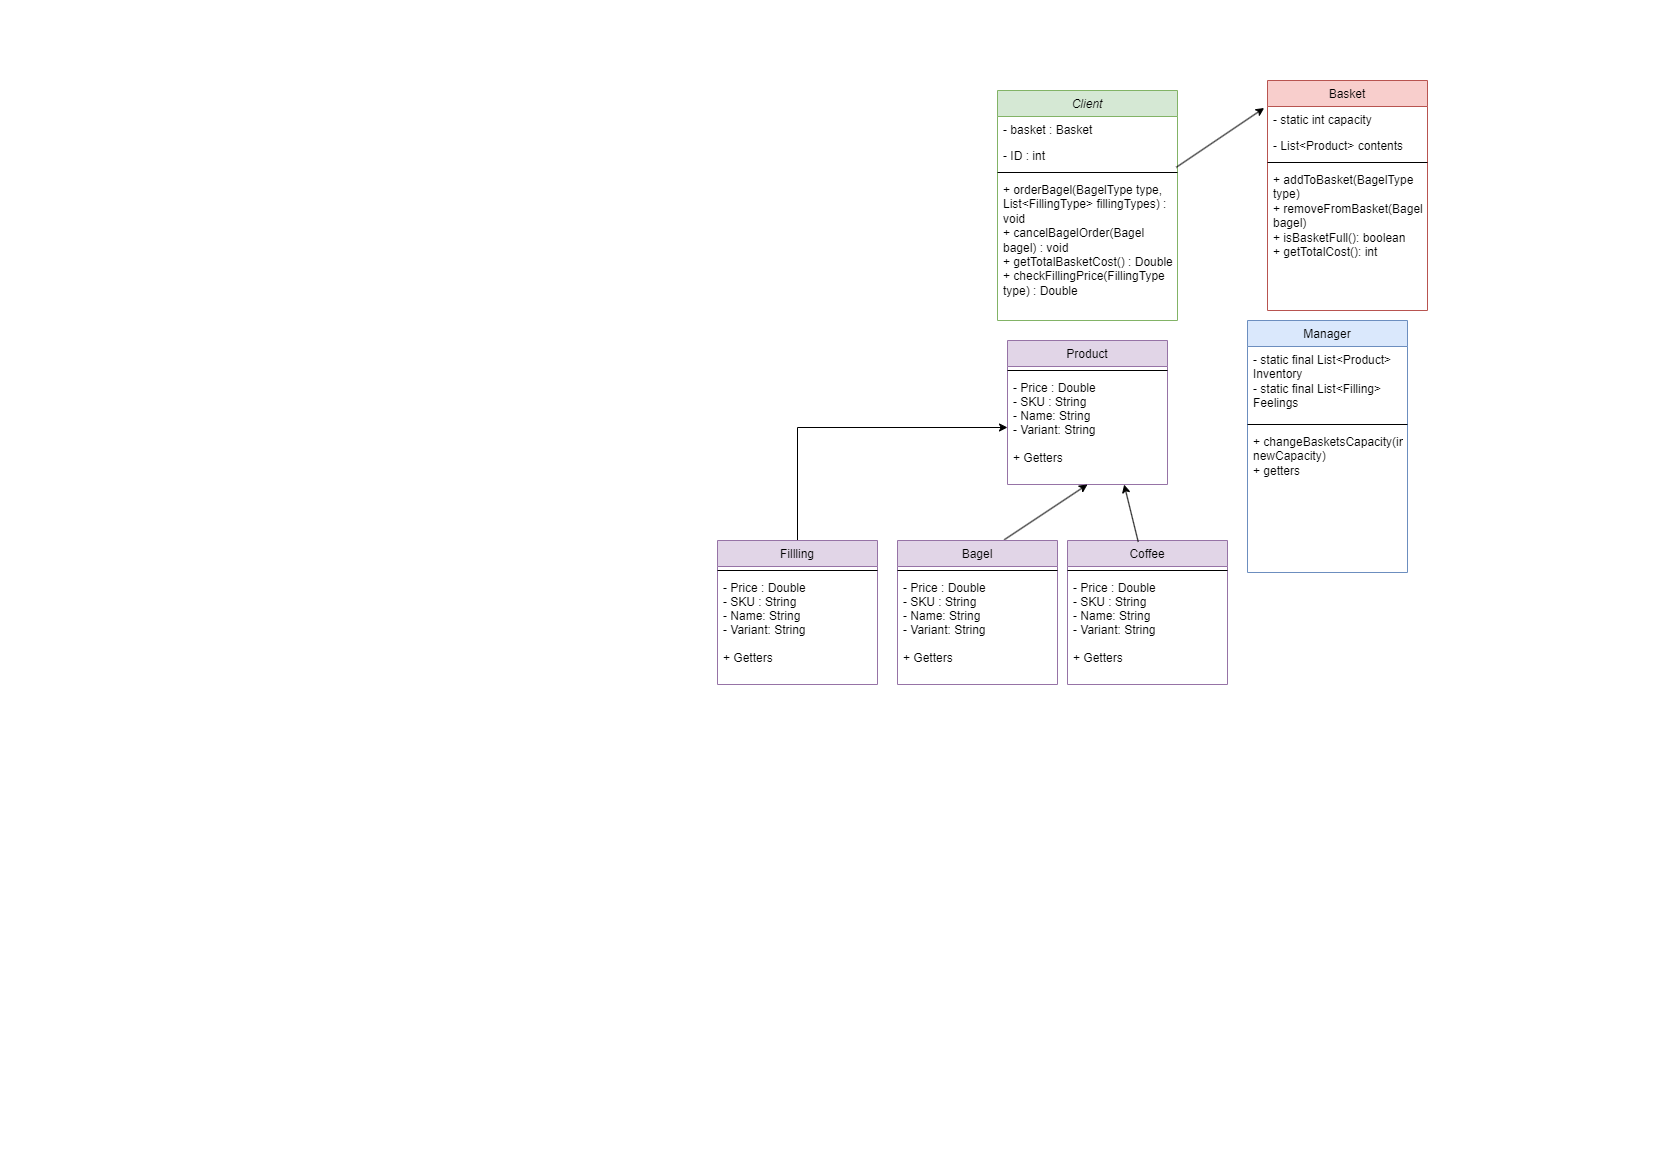 Client
- basket : Basket
- ID : int
+ orderBagel(BagelType type,
List<FillingType> fillingTypes) :
void
+ cancelBagelOrder(Bagel
bagel) : void
+ getTotalBasketCost() : Double
+ checkFillingPrice(FillingType
type) : Double
Basket
- static int capacity
- List<Product> contents
+ addToBasket(BagelType
type)
+ removeFromBasket(Bagel
bagel)
+ isBasketFull(): boolean
+ getTotalCost(): int
Product
- Price : Double
- SKU : String
- Name: String
- Variant: String
+ Getters
Manager
- static final List<Product>
Inventory
- static final List<Filling>
Feelings
+ changeBasketsCapacity(ir
newCapacity)
+ getters
Fillling
- Price : Double
- SKU : String
- Name: String
- Variant: String
+ Getters
Bagel
- Price : Double
- SKU : String
- Name: String
- Variant: String
+ Getters
Coffee
- Price : Double
- SKU : String
- Name: String
- Variant: String
+ Getters